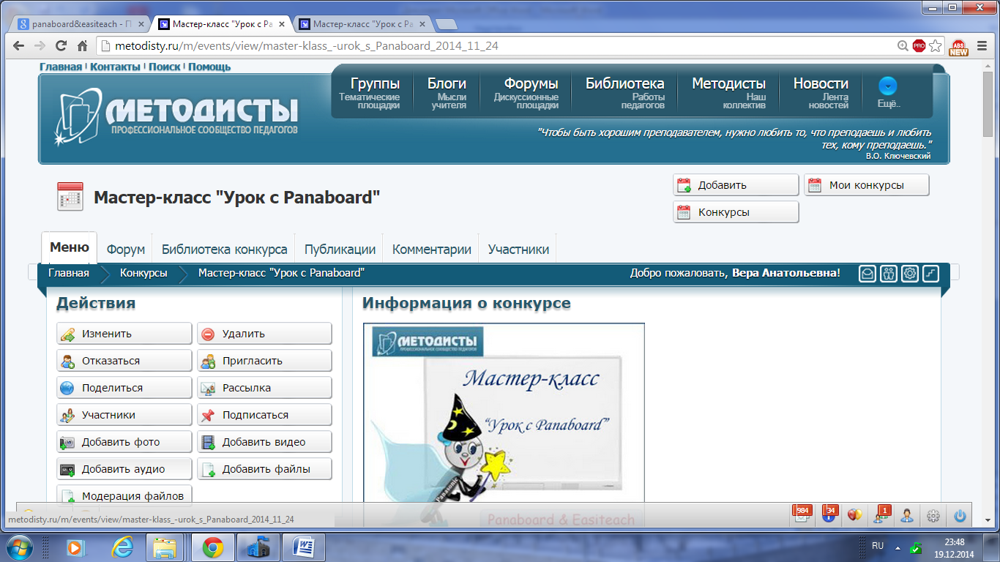 panaboard&easiteach - П
Мастер-класс "Урок с Pa
Мастер-класс "Урок с Pa
metodisty.ru/m/events/view/master-klass_-urok_s_Panaboard_2014_11_24
PRO
ABS
NEW
Главная Контакты Поиск Помощь
Группы
Тематические
площадки
Блоги
Мысли
учителя
Форумы
Дискуссионные
площадки
Библиотека
Работы
педагогов
Методисты
Наш
коллектив
Новости
Лента
новостей
Ещё..
МЕТОДИСТЫ
ПРОФЕССИОНАЛЬНОЕ СООБЩЕСТВО ПЕДАГОГОВ
"Чтобы быть хорошим преподавателем, нужно любить то, что преподаешь и любить
тех, кому преподаешь."
В.О. Ключевский
Мастер-класс "Урок с Panaboard"
Добавить
Мои конкурсы
Конкурсы
Меню
Форум
Библиотека конкурса
Публикации
Комментарии
Участники
Главная
Конкурсы
Мастер-класс "Урок с Panaboard"
Добро пожаловать, Вера Анатольевна!
Действия
Изменить
Удалить
Отказаться
Пригласить
Поделиться
Рассылка
Участники
Подписаться
Добавить фото
Добавить видео
Добавить аудио
Добавить файлы
Модерация файлов
Информация о конкурсе
МЕТОДИСТЫ
ПРОФЕССИОНАЛЬНОЕ СООБЩЕСТВО ПЕДАГОГОВ
Мастер-класс
"Урок с Panaboard"
Panasonic
Panaboard & Easiteach
984
34
1
metodisty.ru/m/events/view/master-klass_-urok_s_Panaboard_2014_11_24
RU
23:48
19.12.2014